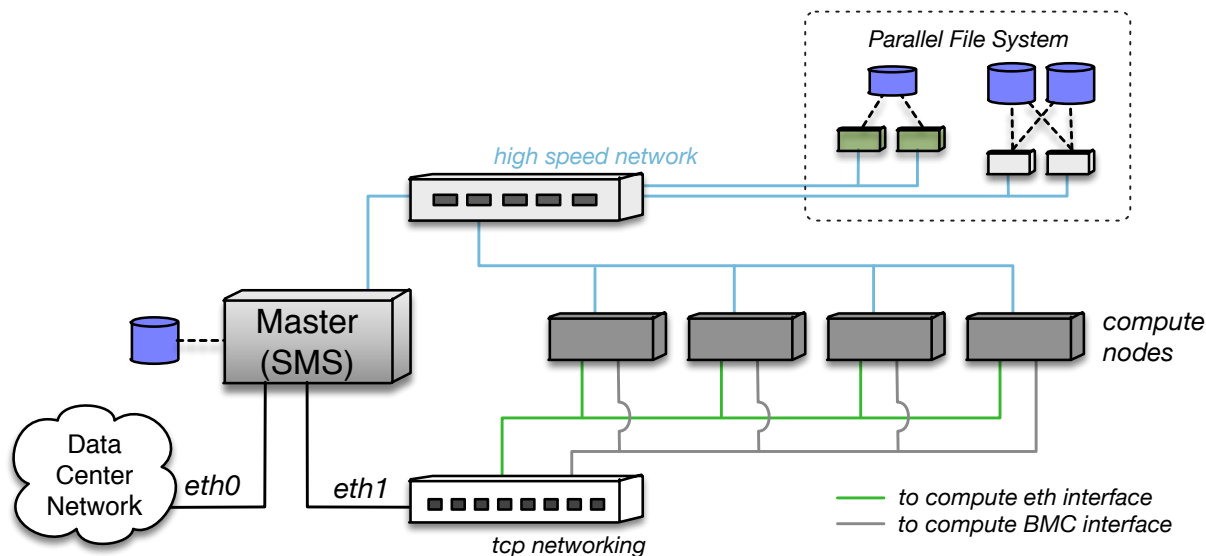 Parallel File System
high speed network
Master
(SMS)
compute
nodes
Data
Center
Network
eth0
eth1
tcp networking
to compute eth interface
to compute BMC interface